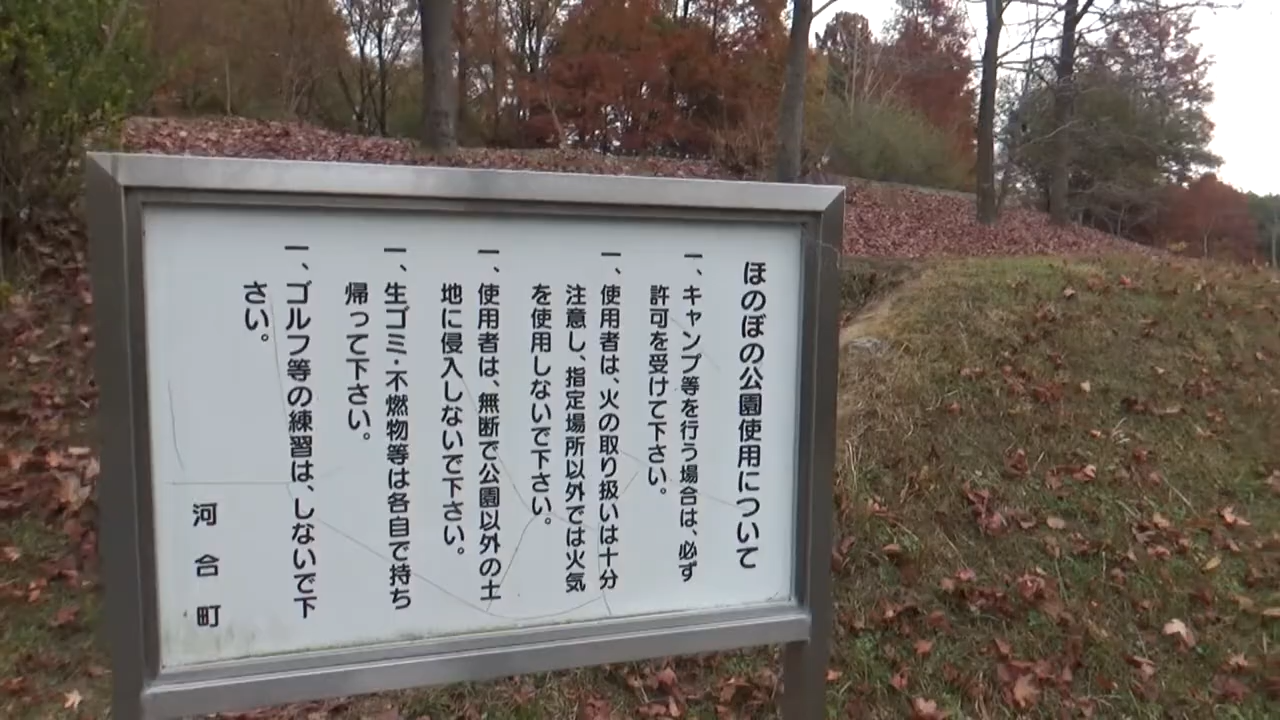 ほのぼの公園使用について
一、キャンプ等を行う場合は、必ず
許可を受けて下さい。
一、使用者は、火の取り扱いは十分
注意し、指定場所以外では火気
を使用しないで下さい。
一、使用者は、無断で公園以外の土
地に侵入しないで下さい。
一、生ゴミ・不燃物等は各自で持ち
帰って下さい。
一、ゴルフ等の練習は、しないで下
さい。
河合町